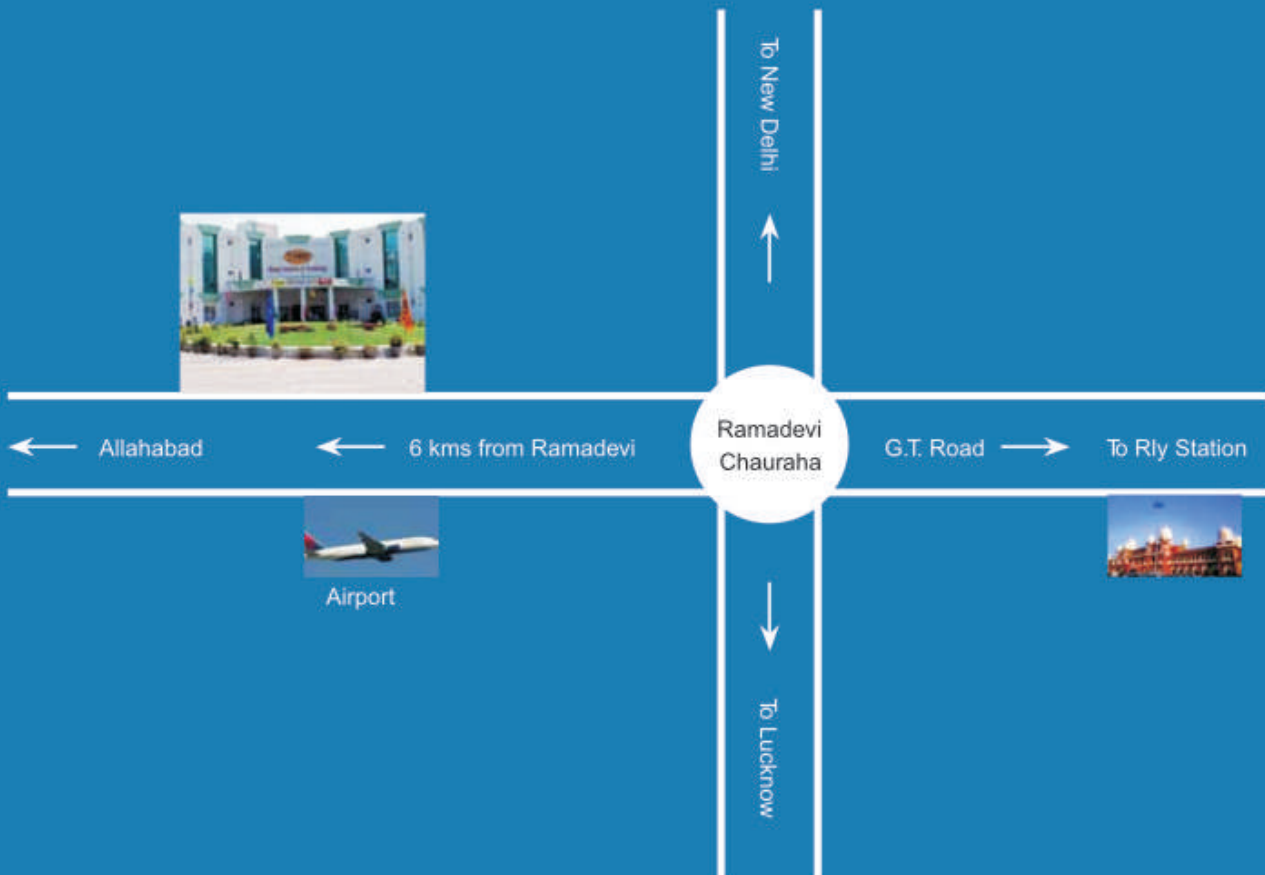 To New Delhi
Allahabad
6 kms from Ramadevi
Ramadevi
Chauraha
G.T. Road
To Rly Station
Airport
To Lucknow